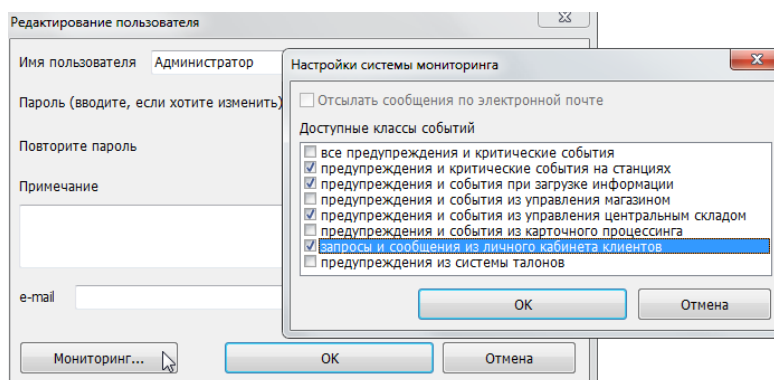 Редактирование пользователя
Имя пользователя Администратор
Пароль (вводите, если хотите изменить)
Повторите пароль
Примечание
e-mail
Мониторинг...
ОК
Отмена
Настройки системы мониторинга
Отсылать сообщения по электронной почте
Доступные классы событий
все предупреждения и критические события
предупреждения и критические события на станциях
предупреждения и события при загрузке информации
предупреждения и события из управления магазином
предупреждения и события из управления центральным складом
предупреждения и события из карточного процессинга
запросы и сообщения из личного кабинета клиентов
предупреждения из системы талонов
ОК
Отмена